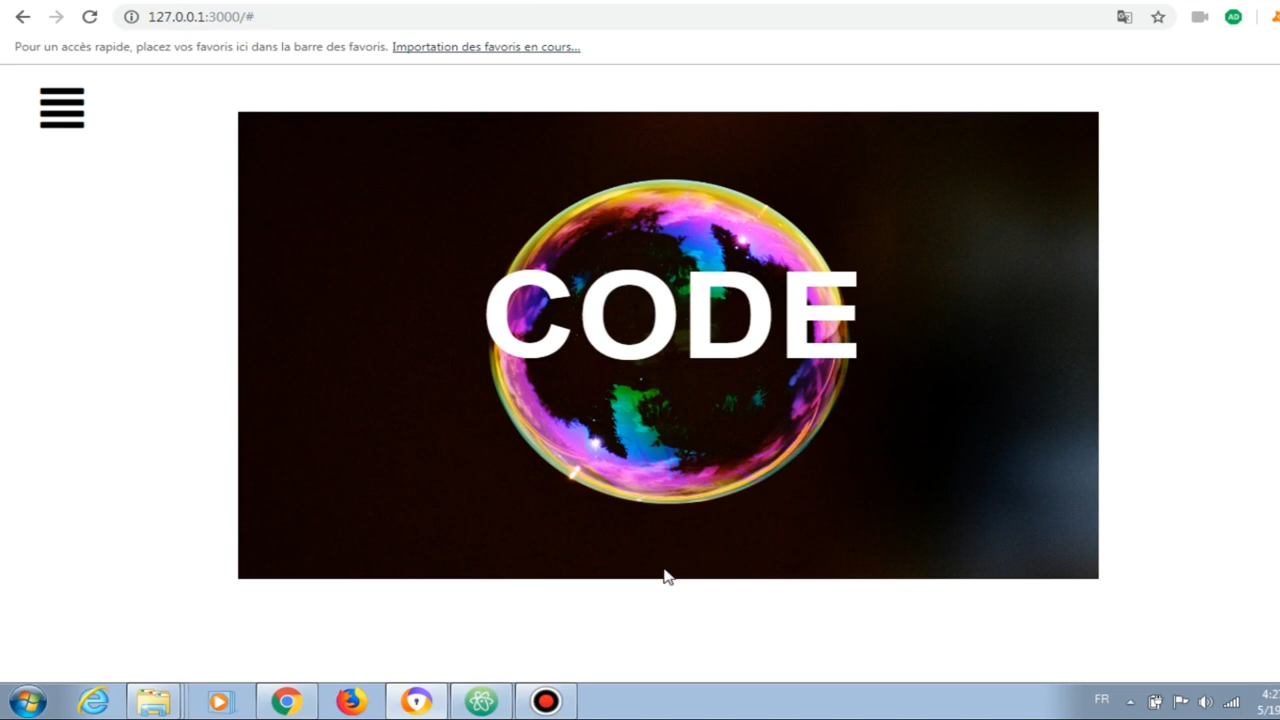 127.0.0.1:3000/#
AD
Pour un accès rapide, placez vos favoris ici dans la barre des favoris. Importation des favoris en cours...
CODE
FR